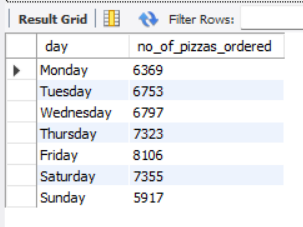 Result Grid Filter Rows:
day no_of_pizzas_ordered
Monday 6369
Tuesday 6753
Wednesday 6797
Thursday 7323
Friday 8106
Saturday 7355
Sunday 5917